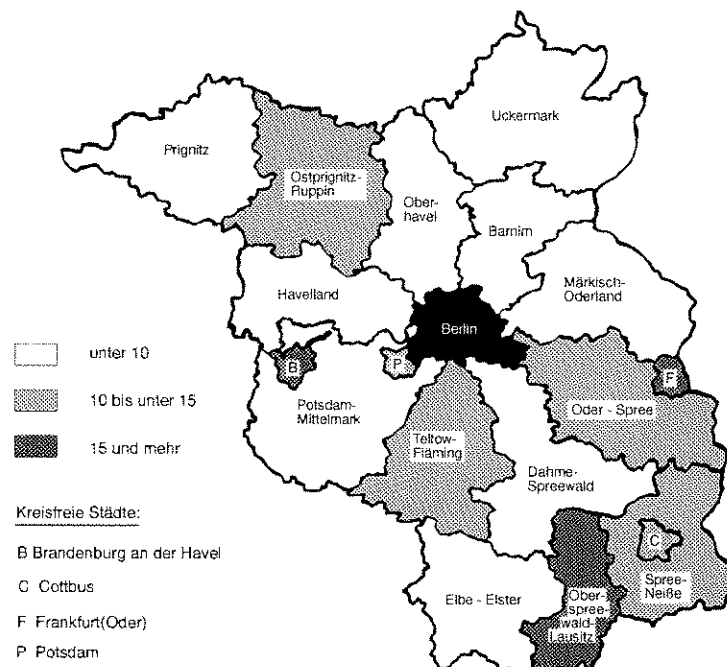 Uckermark
Prignitz
Ostprignitz-
Ruppin
Ober-
havel
Barnim
Havelland
Märkisch-
Oderland
Berlin
unter 10
B
P
F
10 bis unter 15
Potsdam-
Mittelmark
Oder - Spree
Teltow-
Fläming
15 und mehr
Dahme-
Spreewald
Kreisfreie Städte:
B Brandenburg an der Havel
C
C Cottbus
Spree-
Neiße
Elbe - Elster
Ober-
spree-
wald-
Lausitz
F Frankfurt(Oder)
P Potsdam